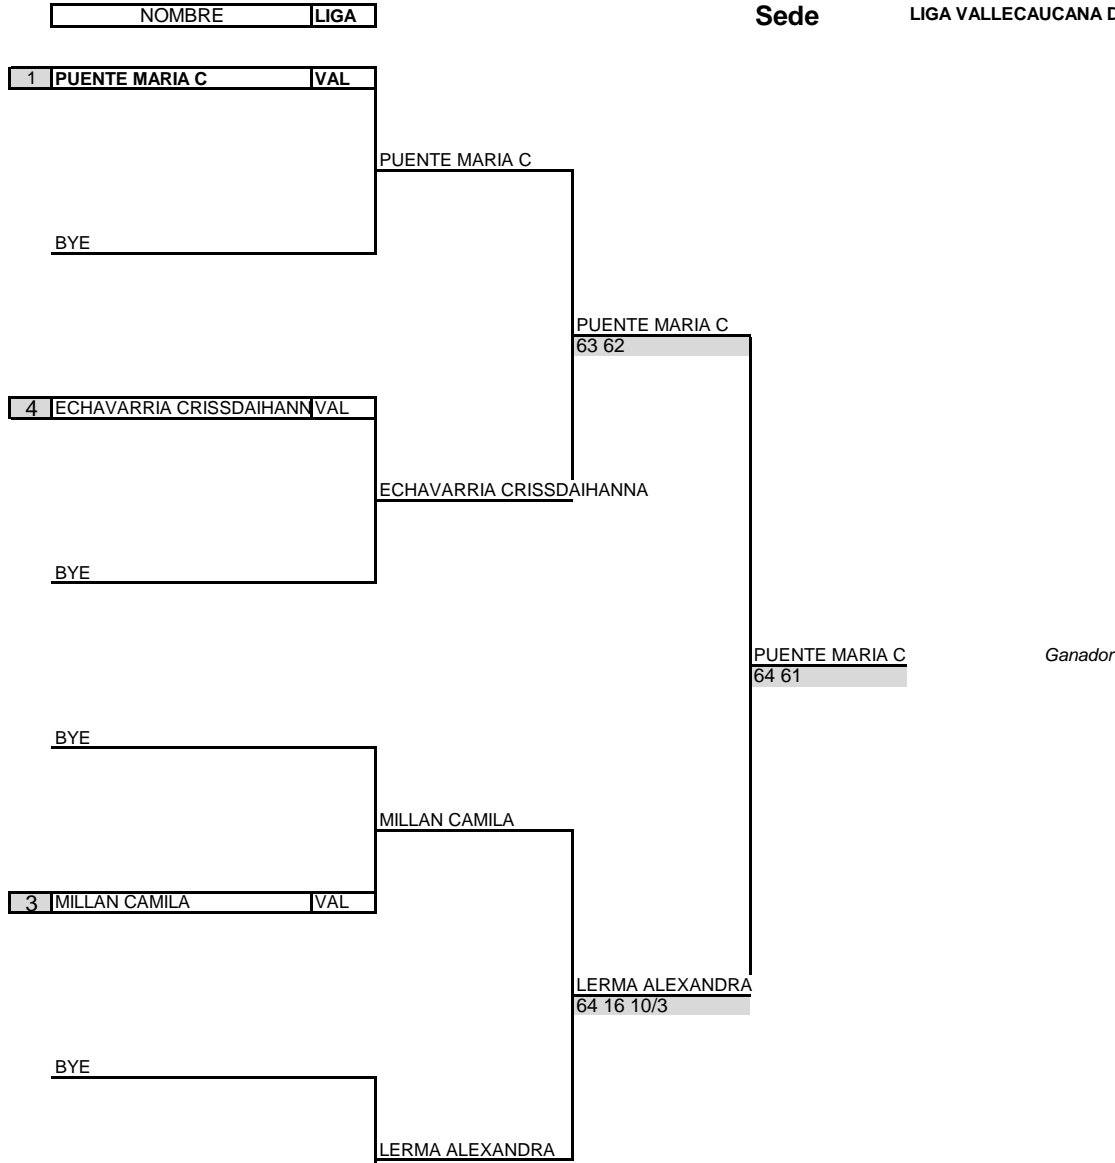 NOMBRE LIGA Sede LIGA VALLECAUCANA D
1 PUENTE MARIA C VAL
PUENTE MARIA C
BYE
PUENTE MARIA C
63 62
4 ECHAVARRIA CRISSDAIHANN VAL
ECHAVARRIA CRISSDAIHANNA
BYE
PUENTE MARIA C Ganador
64 61
BYE
MILLAN CAMILA
3 MILLAN CAMILA VAL
LERMA ALEXANDRA
64 16 10/3
BYE
LERMA ALEXANDRA